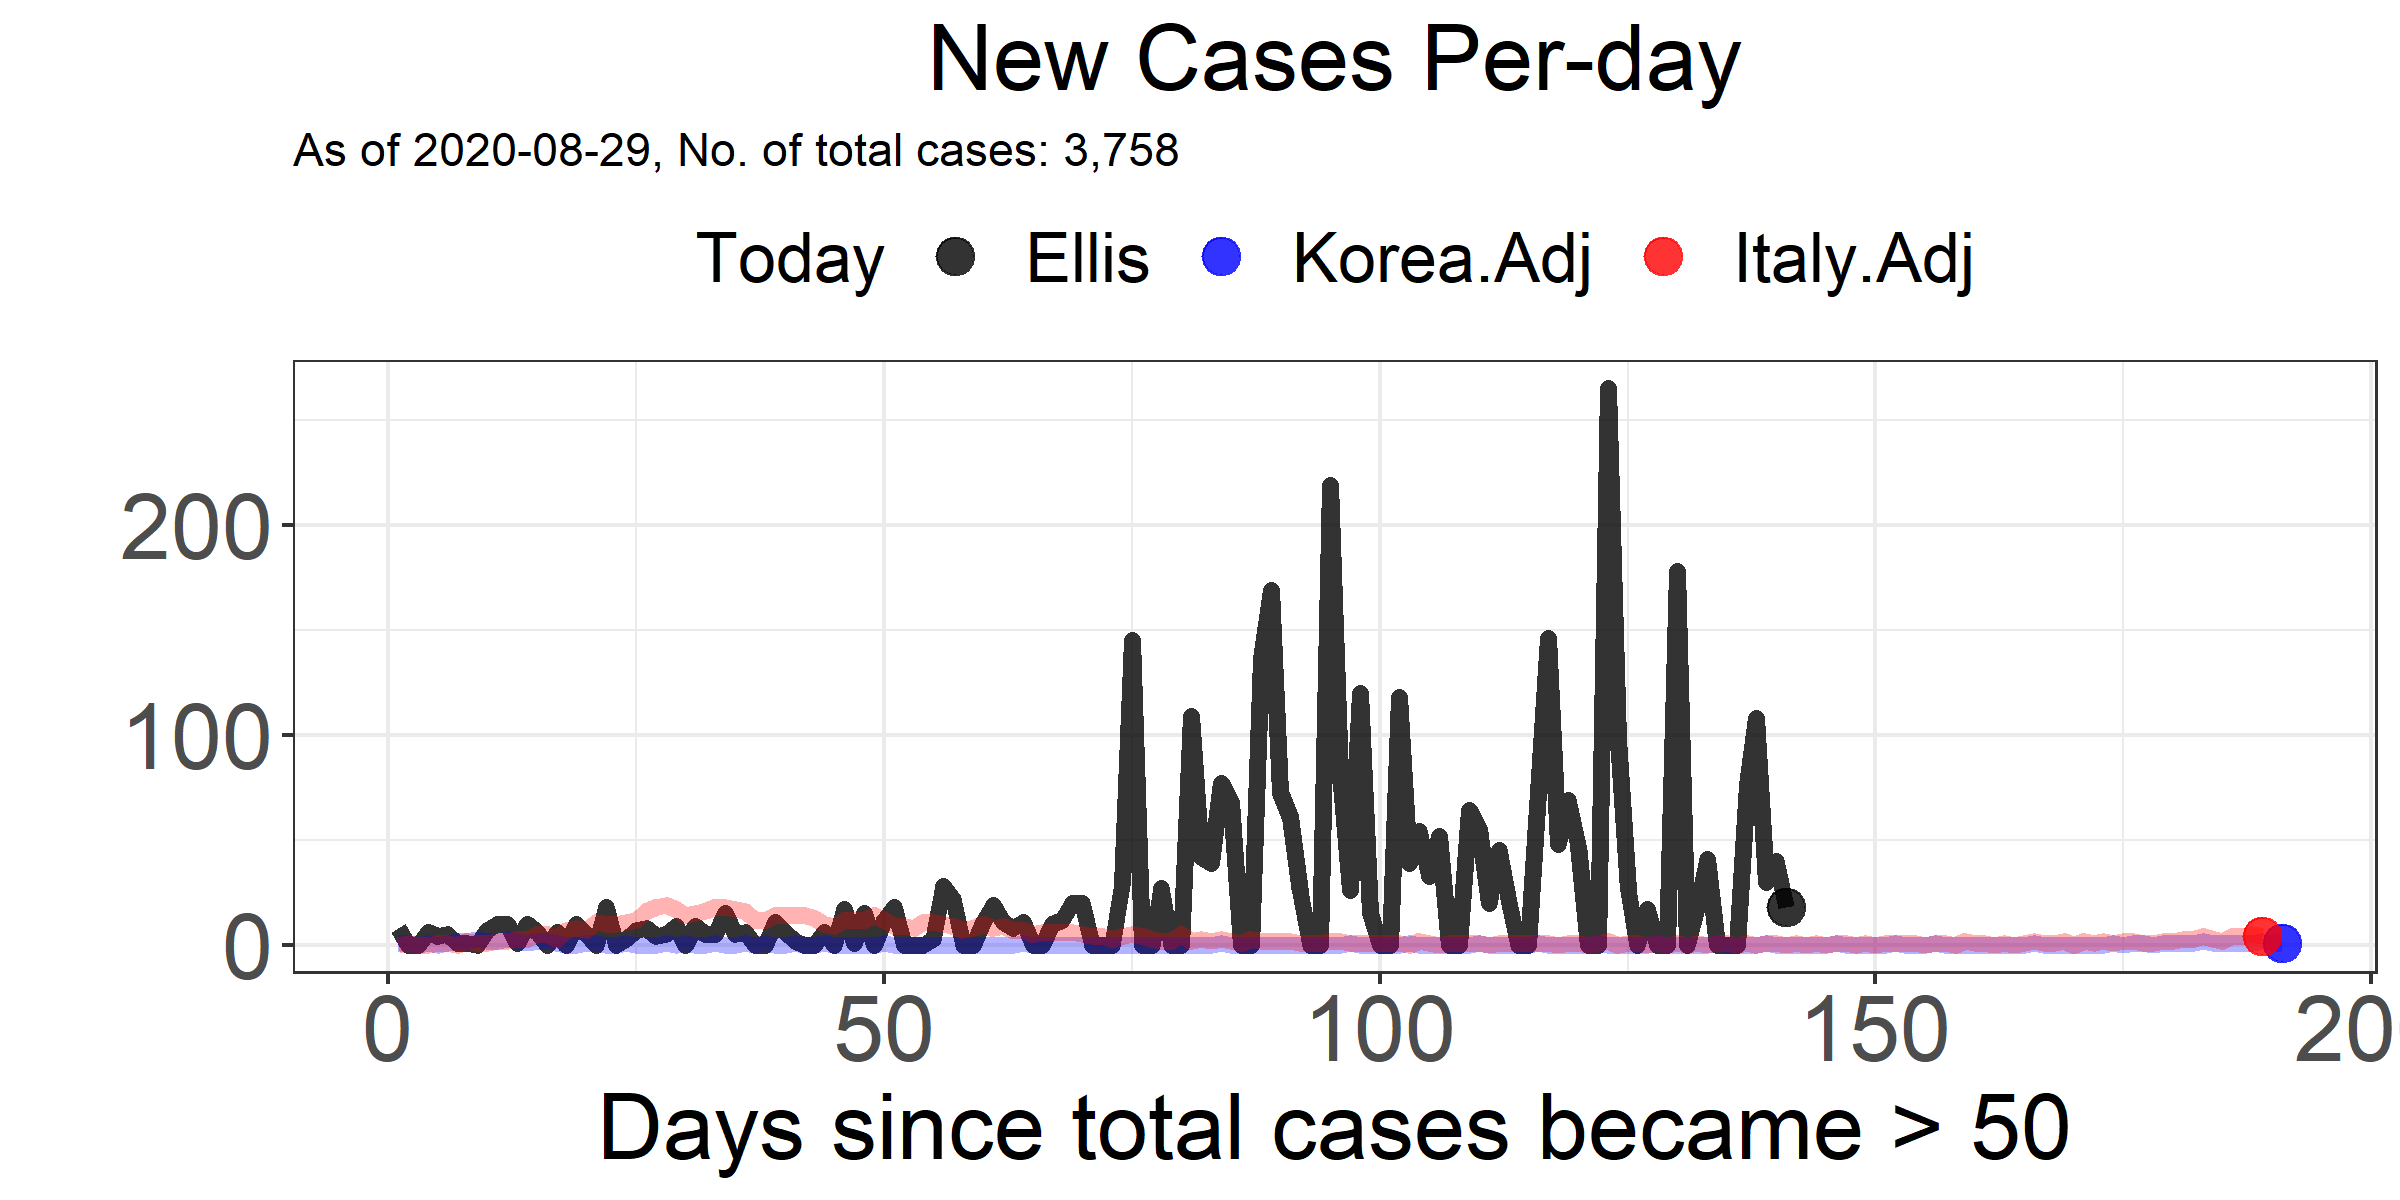 New Cases Per-day
As of 2020-08-29, No. of total cases: 3,758
Today Ellis Korea.Adj Italy.Adj
200
100
0
0 50 100 150 20
Days since total cases became > 50